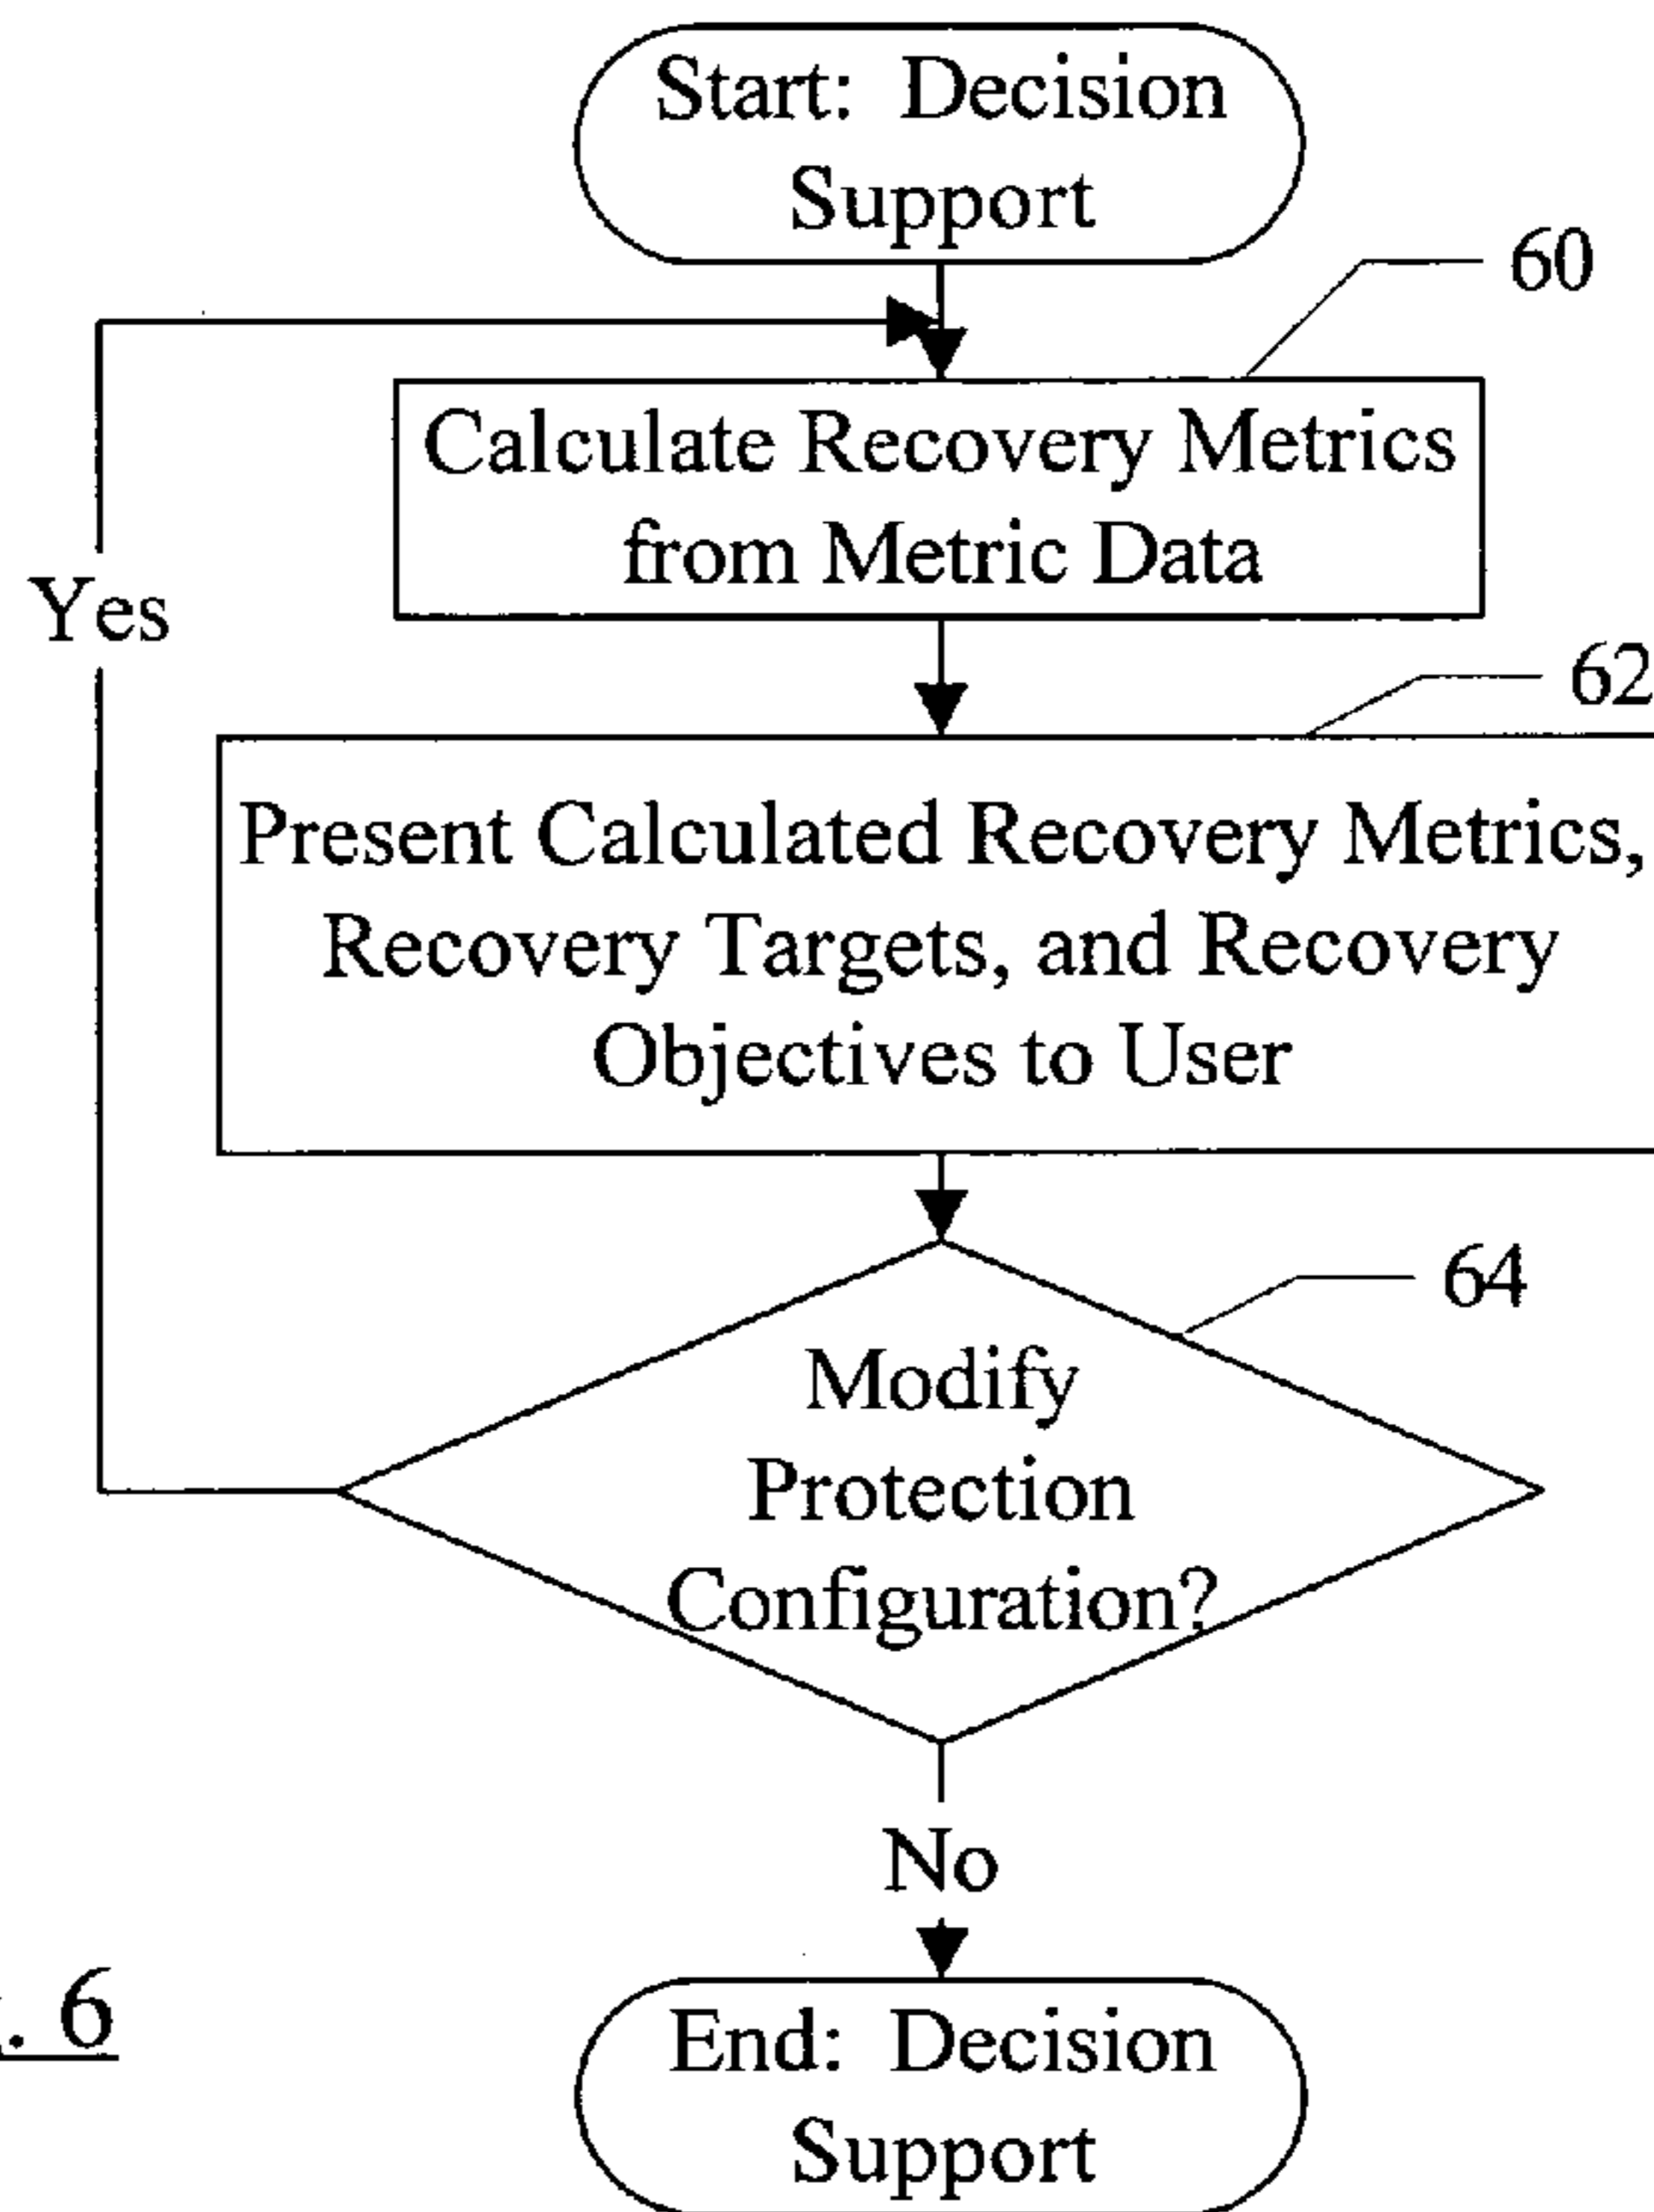 Start: Decision
Support
60
Calculate Recovery Metrics
from Metric Data
Yes
62
Present Calculated Recovery Metrics,
Recovery Targets, and Recovery
Objectives to User
64
Modify
Protection
Configuration?
No
. 6
End: Decision
Support